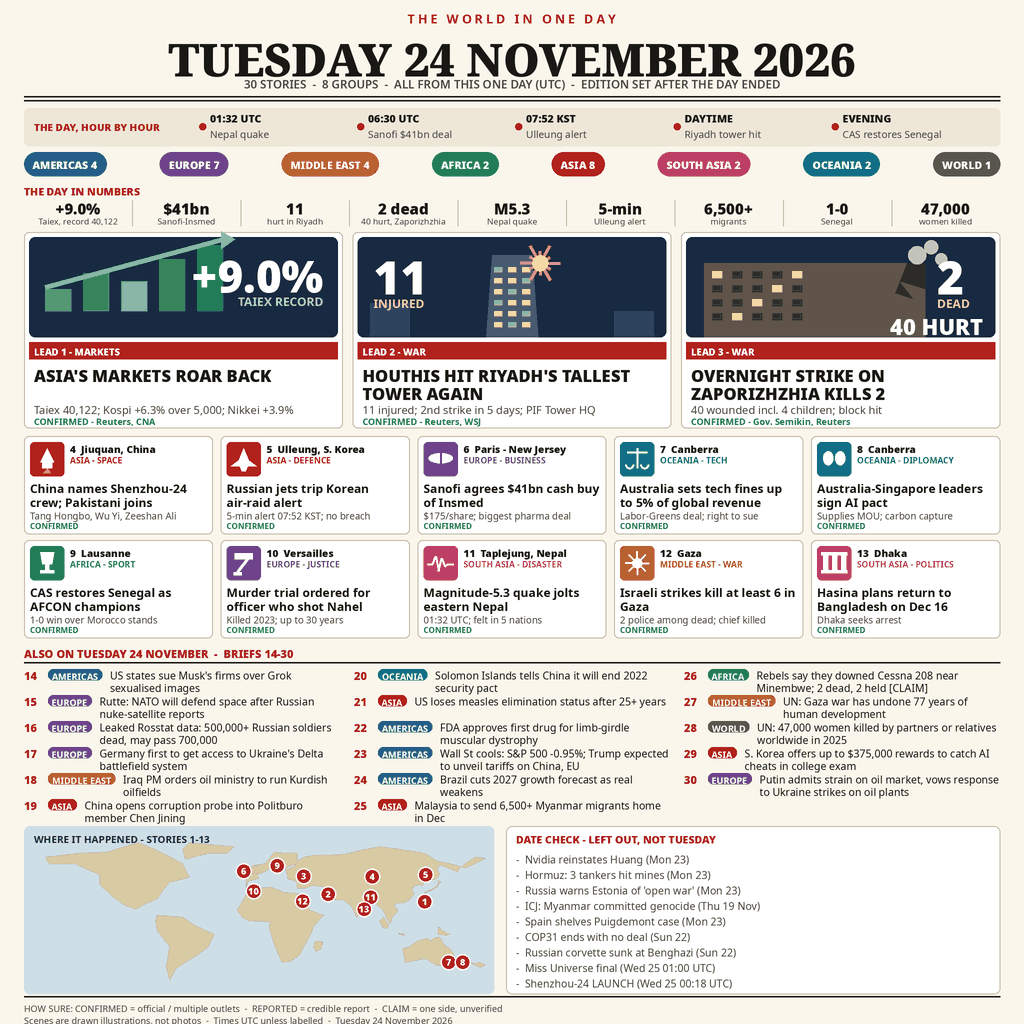 THE WORLD IN ONE DAY
TUESDAY 24 NOVEMBER 2026
30 STORIES - 8 GROUPS - ALL FROM THIS ONE DAY (UTC) - EDITION SET AFTER THE DAY ENDED
THE DAY, HOUR BY HOUR
01:32 UTC
Nepal quake
06:30 UTC
Sanofi $41bn deal
07:52 KST
Ulleung alert
DAYTIME
Riyadh tower hit
EVENING
CAS restores Senegal
AMERICAS 4
EUROPE 7
MIDDLE EAST 4
AFRICA 2
ASIA 8
SOUTH ASIA 2
OCEANIA 2
WORLD 1
THE DAY IN NUMBERS
+9.0%
Taiex, record 40,122
$41bn
Sanofi-Insmed
11
hurt in Riyadh
2 dead
40 hurt, Zaporizhzhia
M5.3
Nepal quake
5-min
Ulleung alert
6,500+
migrants
1-0
Senegal
47,000
women killed
+9.0%
TAIEX RECORD
LEAD 1 - MARKETS
ASIA'S MARKETS ROAR BACK
Taiex 40,122; Kospi +6.3% over 5,000; Nikkei +3.9%
CONFIRMED - Reuters, CNA
11
INJURED
LEAD 2 - WAR
HOUTHIS HIT RIYADH'S TALLEST
TOWER AGAIN
11 injured; 2nd strike in 5 days; PIF Tower HQ
CONFIRMED - Reuters, WSJ
2
DEAD
40 HURT
LEAD 3 - WAR
OVERNIGHT STRIKE ON
ZAPORIZHZHIA KILLS 2
40 wounded incl. 4 children; block hit
CONFIRMED - Gov. Semikin, Reuters
4 Jiuquan, China
ASIA - SPACE
China names Shenzhou-24
crew; Pakistani joins
Tang Hongbo, Wu Yi, Zeeshan Ali
CONFIRMED
5 Ulleung, S. Korea
ASIA - DEFENCE
Russian jets trip Korean
air-raid alert
5-min alert 07:52 KST; no breach
CONFIRMED
6 Paris - New Jersey
EUROPE - BUSINESS
Sanofi agrees $41bn cash buy
of Insmed
$175/share; biggest pharma deal
CONFIRMED
7 Canberra
OCEANIA - TECH
Australia sets tech fines up
to 5% of global revenue
Labor-Greens deal; right to sue
CONFIRMED
8 Canberra
OCEANIA - DIPLOMACY
Australia-Singapore leaders
sign AI pact
Supplies MOU; carbon capture
CONFIRMED
9 Lausanne
AFRICA - SPORT
CAS restores Senegal as
AFCON champions
1-0 win over Morocco stands
CONFIRMED
10 Versailles
EUROPE - JUSTICE
Murder trial ordered for
officer who shot Nahel
Killed 2023; up to 30 years
CONFIRMED
11 Taplejung, Nepal
SOUTH ASIA - DISASTER
Magnitude-5.3 quake jolts
eastern Nepal
01:32 UTC; felt in 5 nations
CONFIRMED
12 Gaza
MIDDLE EAST - WAR
Israeli strikes kill at least 6 in
Gaza
2 police among dead; chief killed
CONFIRMED
13 Dhaka
SOUTH ASIA - POLITICS
Hasina plans return to
Bangladesh on Dec 16
Dhaka seeks arrest
CONFIRMED
ALSO ON TUESDAY 24 NOVEMBER - BRIEFS 14-30
14 AMERICAS US states sue Musk's firms over Grok
sexualised images
15 EUROPE Rutte: NATO will defend space after Russian
nuke-satellite reports
16 EUROPE Leaked Rosstat data: 500,000+ Russian soldiers
dead, may pass 700,000
17 EUROPE Germany first to get access to Ukraine's Delta
battlefield system
18 MIDDLE EAST Iraq PM orders oil ministry to run Kurdish
oilfields
19 ASIA China opens corruption probe into Politburo
member Chen Jining
20 OCEANIA Solomon Islands tells China it will end 2022
security pact
21 ASIA US loses measles elimination status after 25+ years
22 AMERICAS FDA approves first drug for limb-girdle
muscular dystrophy
23 AMERICAS Wall St cools: S&P 500 -0.95%; Trump expected
to unveil tariffs on China, EU
24 AMERICAS Brazil cuts 2027 growth forecast as real
weakens
25 ASIA Malaysia to send 6,500+ Myanmar migrants home
in Dec
26 AFRICA Rebels say they downed Cessna 208 near
Minembwe; 2 dead, 2 held [CLAIM]
27 MIDDLE EAST UN: Gaza war has undone 77 years of
human development
28 WORLD UN: 47,000 women killed by partners or relatives
worldwide in 2025
29 ASIA S. Korea offers up to $375,000 rewards to catch AI
cheats in college exam
30 EUROPE Putin admits strain on oil market, vows response
to Ukraine strikes on oil plants
WHERE IT HAPPENED - STORIES 1-13
6
9
3
4
5
10
12
2
11
13
1
7
8
DATE CHECK - LEFT OUT, NOT TUESDAY
- Nvidia reinstates Huang (Mon 23)
- Hormuz: 3 tankers hit mines (Mon 23)
- Russia warns Estonia of 'open war' (Mon 23)
- ICJ: Myanmar committed genocide (Thu 19 Nov)
- Spain shelves Puigdemont case (Mon 23)
- COP31 ends with no deal (Sun 22)
- Russian corvette sunk at Benghazi (Sun 22)
- Miss Universe final (Wed 25 01:00 UTC)
- Shenzhou-24 LAUNCH (Wed 25 00:18 UTC)
HOW SURE: CONFIRMED = official / multiple outlets - REPORTED = credible report - CLAIM = one side, unverified
Scenes are drawn illustrations, not photos - Times UTC unless labelled - Tuesday 24 November 2026